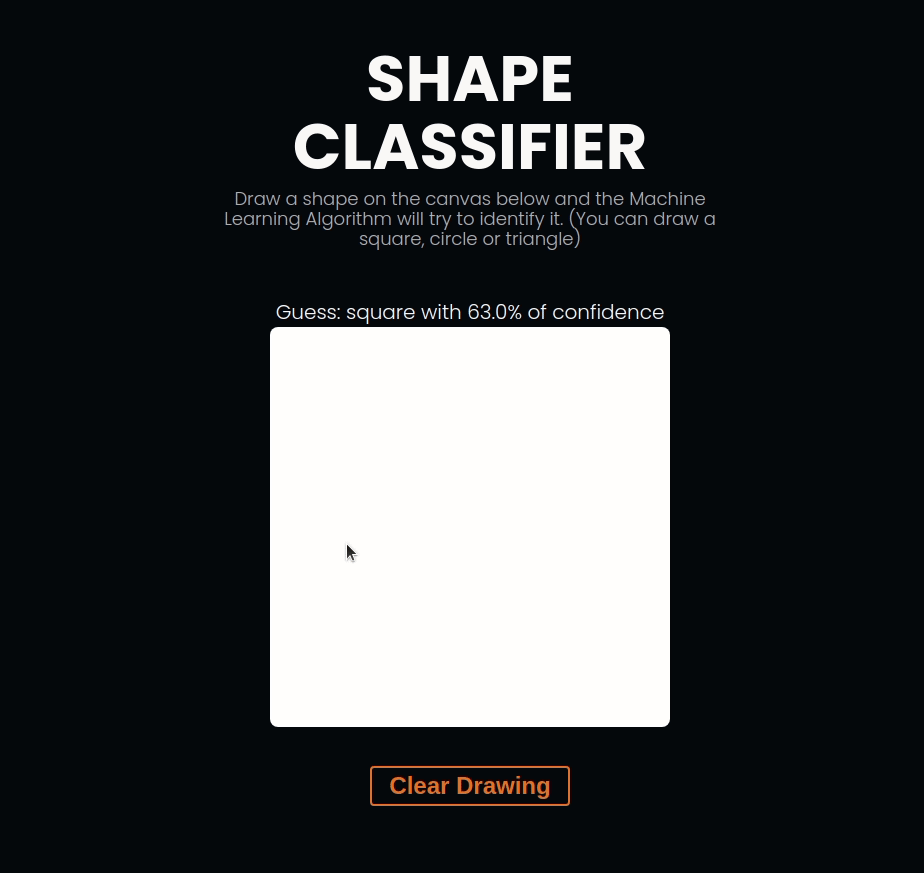 SHAPE
CLASSIFIER
Draw a shape on the canvas below and the Machine
Learning Algorithm will try to identify it. (You can draw a
square, circle or triangle)
Guess: square with 63.0% of confidence
Clear Drawing